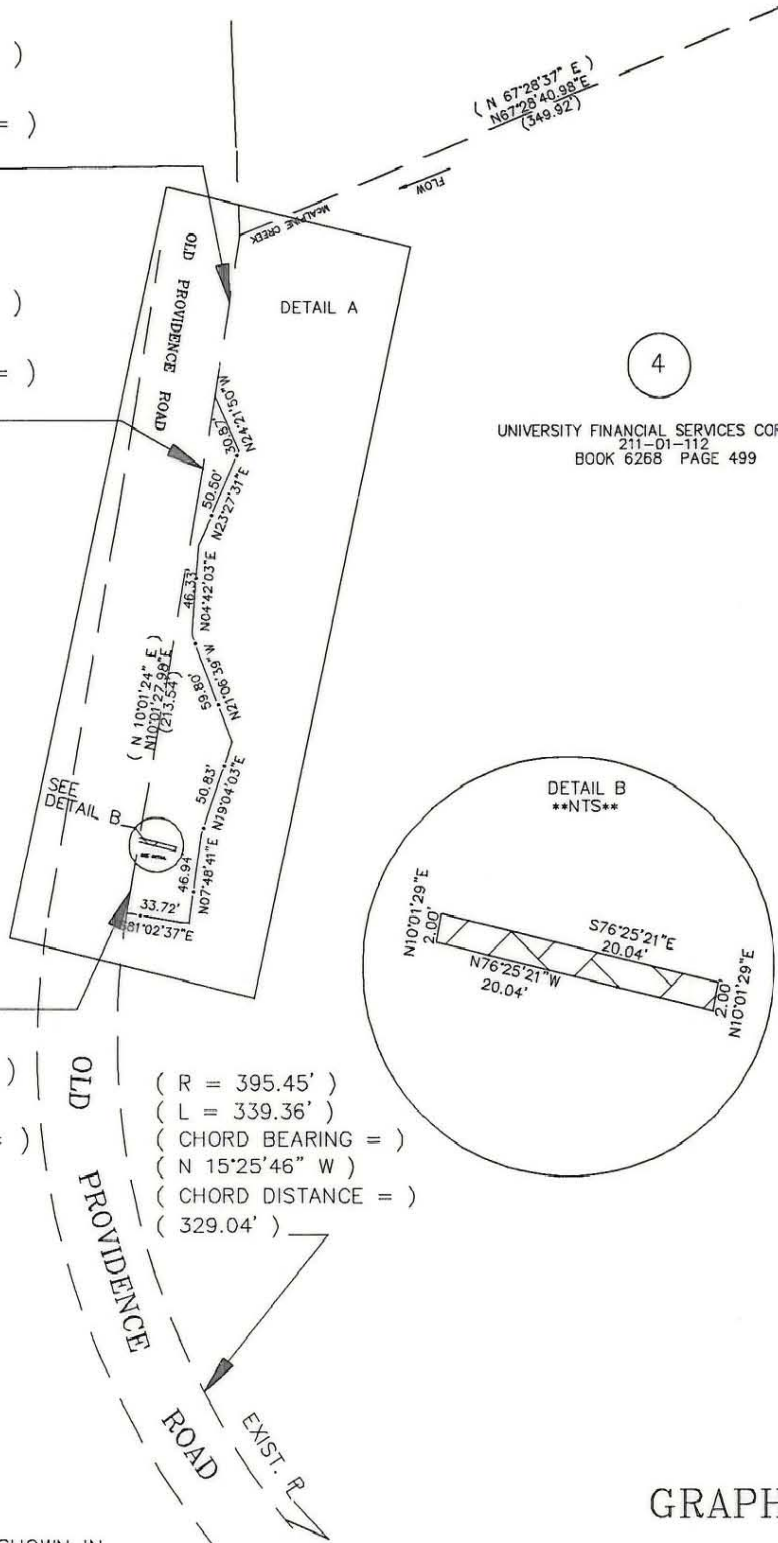 )
= )
( N 67°28'37" E )
N67°28'40.98"E
(349.92')
FLOW
McALPINE CREEK
OLD PROVIDENCE ROAD
DETAIL A
)
= )
4
UNIVERSITY FINANCIAL SERVICES COR
211-01-112
BOOK 6268 PAGE 499
N24°21'50"W
30.87'
50.50'
N23°27'31"E
46.33'
N04°42'03"E
( N 10°01'24" E )
N10°01'27.98"E
(213.54')
59.80'
N21°06'39" W
50.83'
N19°04'03"E
SEE
DETAIL B
46.94'
N07°48'41"E
33.72'
S81°02'37"E
DETAIL B
**NTS**
N10°01'29"E
2.00'
S76°25'21"E
20.04'
N76°25'21"W
20.04'
2.00'
N10°01'29"E
)
= )
( R = 395.45' )
( L = 339.36' )
( CHORD BEARING = )
( N 15°25'46" W )
( CHORD DISTANCE = )
( 329.04' )
OLD PROVIDENCE ROAD
EXIST. PL
GRAPH